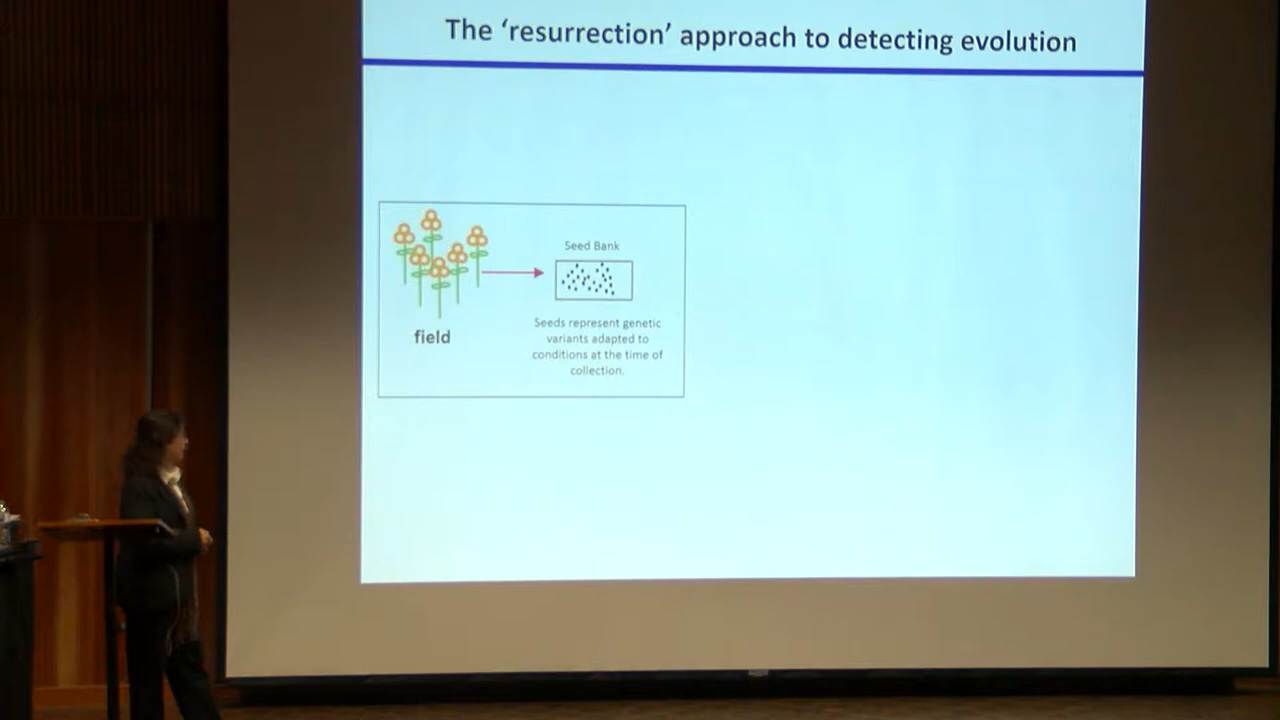 The ‘resurrection’ approach to detecting evolution
Seed Bank
field
Seeds represent genetic
variants adapted to
conditions at the time of
collection.